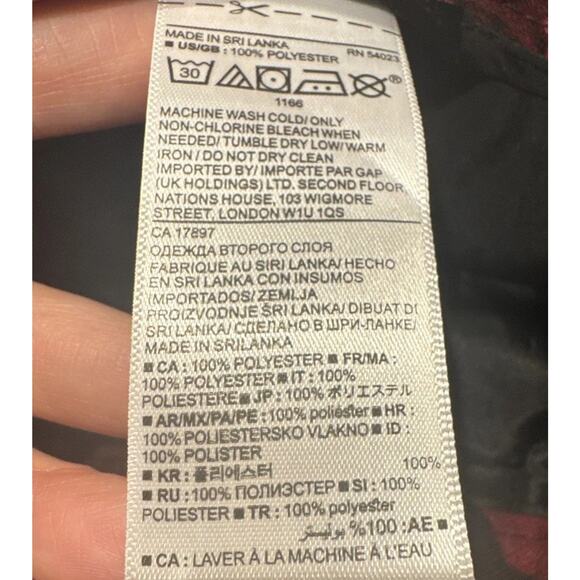 MADE IN SRI LANKA
■ US/GB : 100% POLYESTER RN 54023
30 ®
1166
MACHINE WASH COLD/ ONLY
NON-CHLORINE BLEACH WHEN
NEEDED/ TUMBLE DRY LOW/ WARM
IRON / DO NOT DRY CLEAN
IMPORTED BY/ IMPORTE PAR GAP
(UK HOLDINGS) LTD. SECOND FLOOR,
NATIONS HOUSE, 103 WIGMORE
STREET, LONDON W1U 1QS
CA 17897
ОДЕЖДА ВТОРОГО СЛОЯ
FABRIQUE AU SIRI LANKA/ HECHO
EN SRI LANKA CON INSUMOS
IMPORTADOS/ ZEMLJA
PROIZVODNJE ŠRI LANKA/ DIBUAT DI
SRI LANKA/ СДЕЛАНО В ШРИ-ЛАНКЕ/
MADE IN SRILANKA
■ CA : 100% POLYESTER ■ FR/MA :
100% POLYESTER ■ IT : 100%
POLIESTERE ■ JP : 100% ポリエステル
■ AR/MX/PA/PE : 100% poliéster ■ HR :
100% POLIESTERSKO VLAKNO ■ ID :
100% POLISTER
■ KR : 폴리에스터 100%
■ RU : 100% ПОЛИЭСТЕР ■ SI : 100%
POLIESTER ■ TR : 100% polyester
■ AE: 100% بوليستر
■ CA : LAVER À LA MACHINE À L'EAU